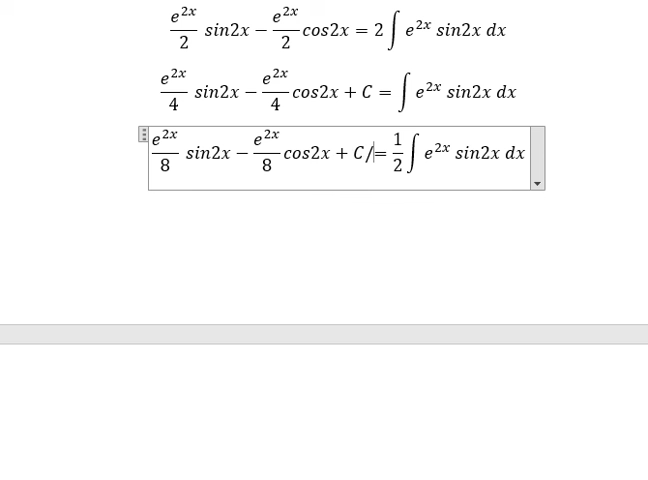 e^{2x}/2 sin2x − e^{2x}/2 cos2x = 2 ∫ e^{2x} sin2x dx
e^{2x}/4 sin2x − e^{2x}/4 cos2x + C = ∫ e^{2x} sin2x dx
e^{2x}/8 sin2x − e^{2x}/8 cos2x + C/= 1/2 ∫ e^{2x} sin2x dx